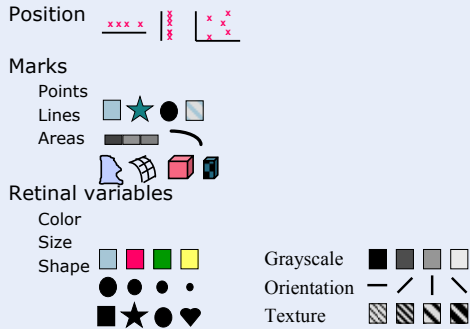 Position
Marks
Points
Lines
Areas
Retinal variables
Color
Size
Shape
Grayscale
Orientation
Texture